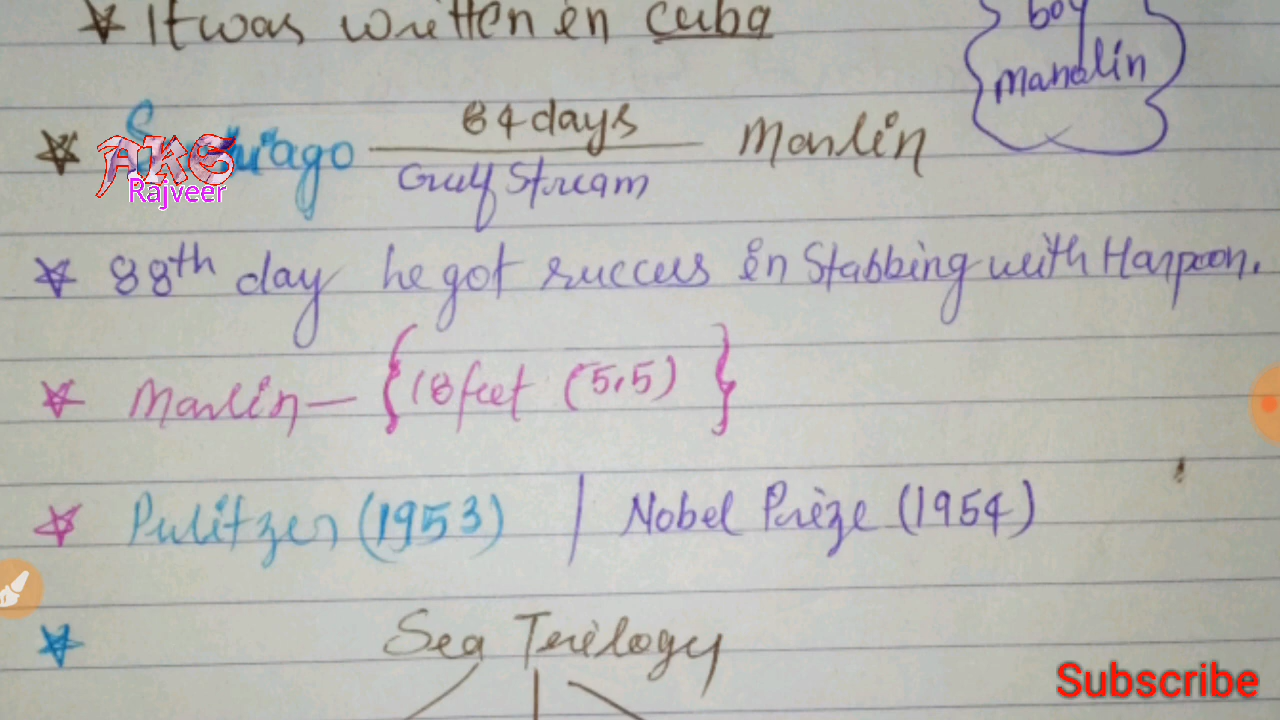 It was written in Cuba
boy
manolin
84 days
Santiago Marlin
Gulf Stream
AKS
Rajveer
88th day he got success in Stabbing with Harpoon.
Marlin — {18 feet (5.5) }
Pulitzer (1953) / Nobel Prize (1954)
Sea Trilogy
Subscribe